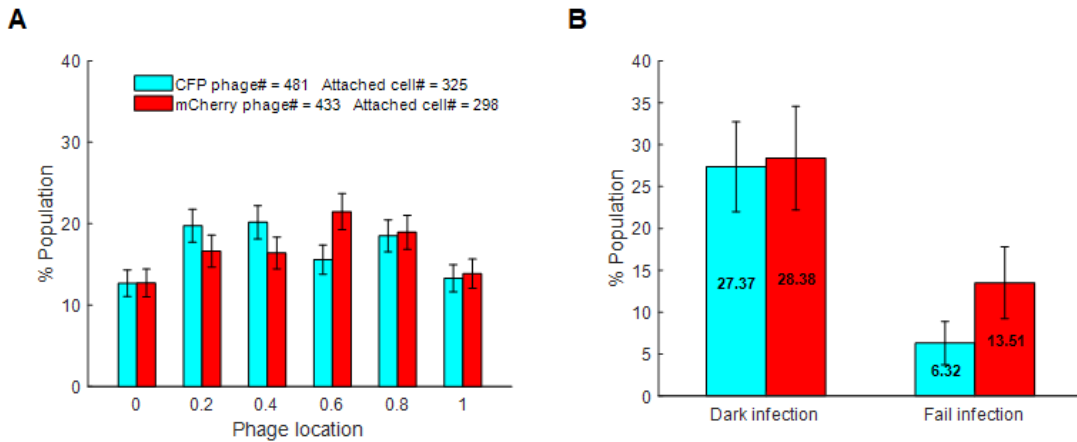 A
40
30
20
10
0
% Population
CFP phage# = 481 Attached cell# = 325
mCherry phage# = 433 Attached cell# = 298
0 0.2 0.4 0.6 0.8 1
Phage location
B
40
35
30
25
20
15
10
5
0
% Population
27.37
28.38
6.32
13.51
Dark infection Fail infection